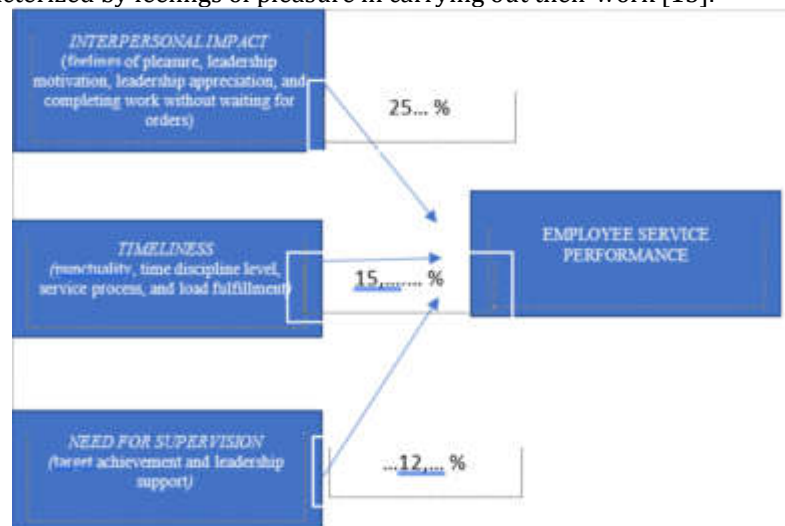 cterized by feelings of pleasure in carrying out their work [15].
INTERPERSONAL IMPACT
(feelings of pleasure, leadership
motivation, leadership appreciation, and
completing work without waiting for
orders)
25... %
EMPLOYEE SERVICE
PERFORMANCE
TIMELINESS
(punctuality, time discipline level,
service process, and load fulfillment)
15,....... %
NEED FOR SUPERVISION
(target achievement and leadership
support)
...12,... %